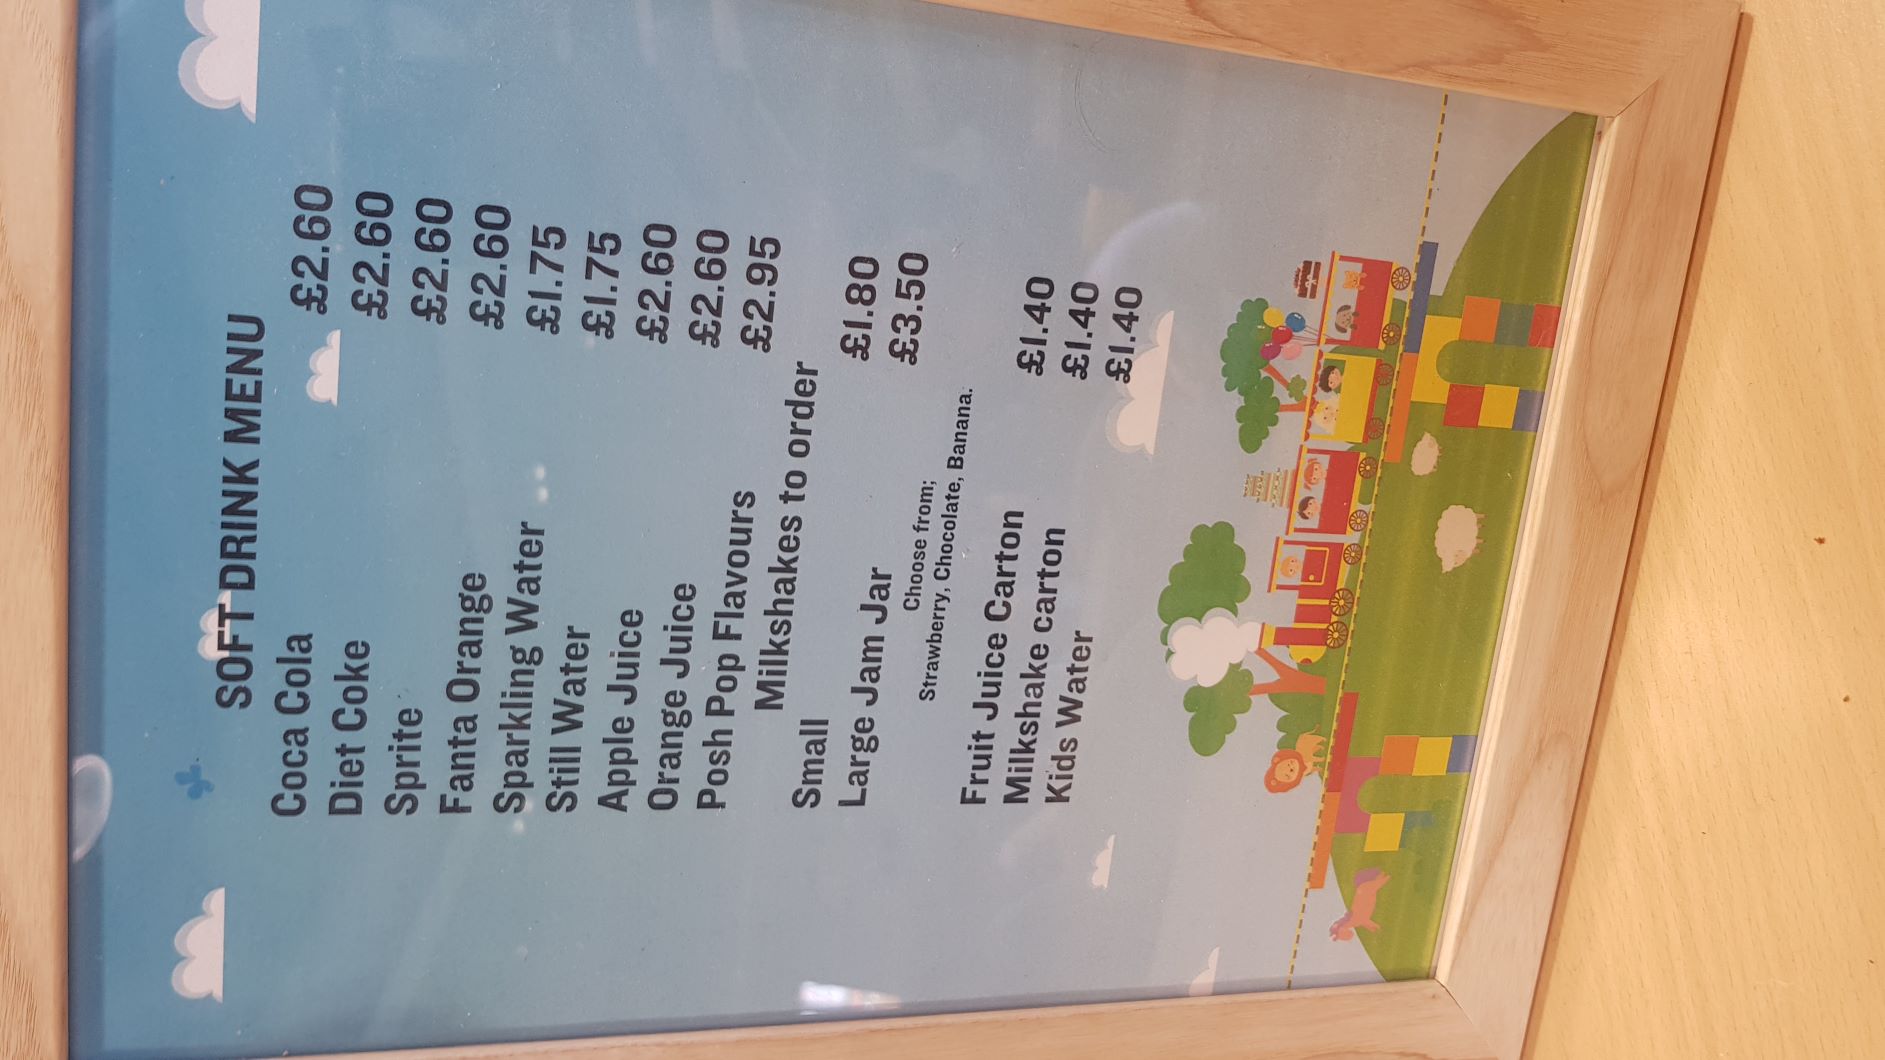 SOFT DRINK MENU
Coca Cola £2.60
Diet Coke £2.60
Sprite £2.60
Fanta Orange £2.60
Sparkling Water £1.75
Still Water £1.75
Apple Juice £2.60
Orange Juice £2.60
Posh Pop Flavours £2.95
Milkshakes to order
Small £1.80
Large Jam Jar £3.50
Choose from;
Strawberry, Chocolate, Banana.
Fruit Juice Carton £1.40
Milkshake carton £1.40
Kids Water £1.40